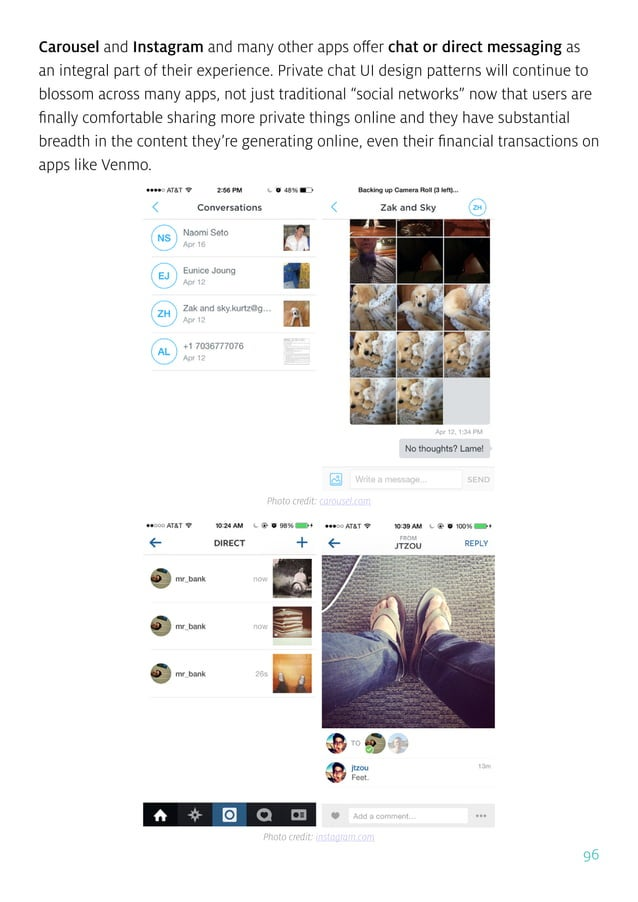 Carousel and Instagram and many other apps offer chat or direct messaging as
an integral part of their experience. Private chat UI design patterns will continue to
blossom across many apps, not just traditional “social networks” now that users are
finally comfortable sharing more private things online and they have substantial
breadth in the content they’re generating online, even their financial transactions on
apps like Venmo.
AT&T 2:56 PM 48%
Conversations
NS Naomi Seto
Apr 16
EJ Eunice Joung
Apr 12
ZH Zak and sky.kurtz@g...
Apr 12
AL +1 7036777076
Apr 12
Backing up Camera Roll (3 left)...
Zak and Sky ZH
Apr 12, 1:34 PM
No thoughts? Lame!
Write a message... SEND
Photo credit: carousel.com
AT&T 10:24 AM 98%
DIRECT +
mr_bank now
mr_bank now
mr_bank 26s
AT&T 10:39 AM 100%
FROM
JTZOU REPLY
TO
jtzou 13m
Feet.
Add a comment...
Photo credit: instagram.com
96